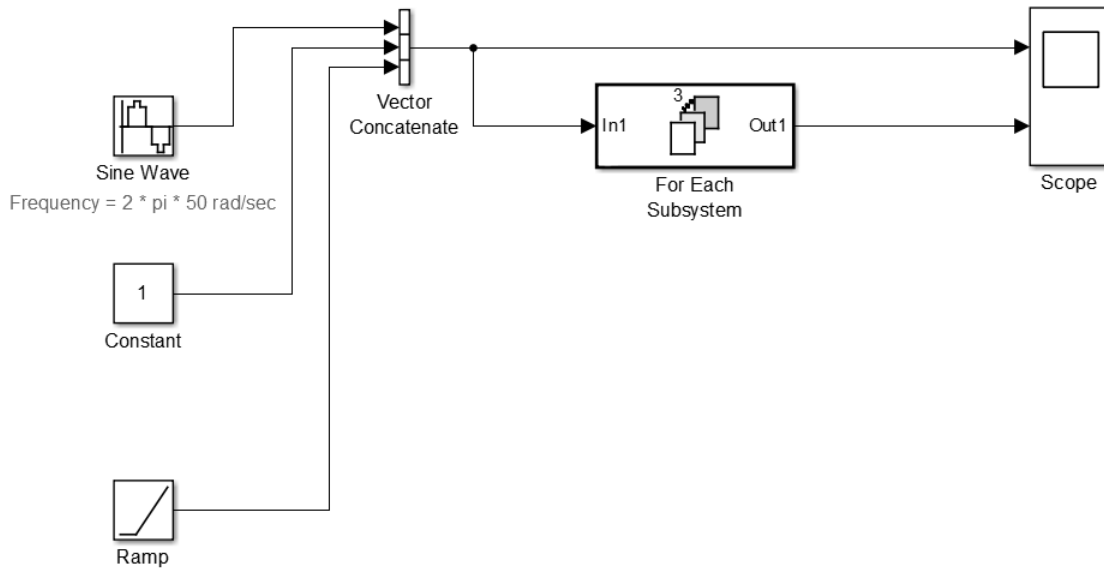 Vector
Concatenate
3
In1
Out1
Sine Wave
Frequency = 2 * pi * 50 rad/sec
For Each
Subsystem
Scope
1
Constant
Ramp